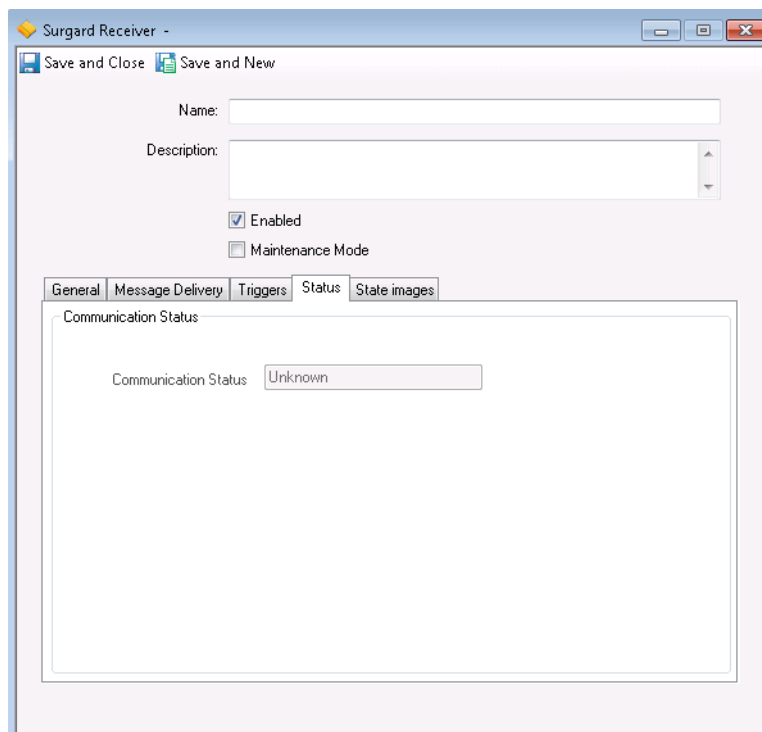 Surgard Receiver -
Save and Close Save and New
Name:
Description:
Enabled
Maintenance Mode
General Message Delivery Triggers Status State images
Communication Status
Communication Status Unknown